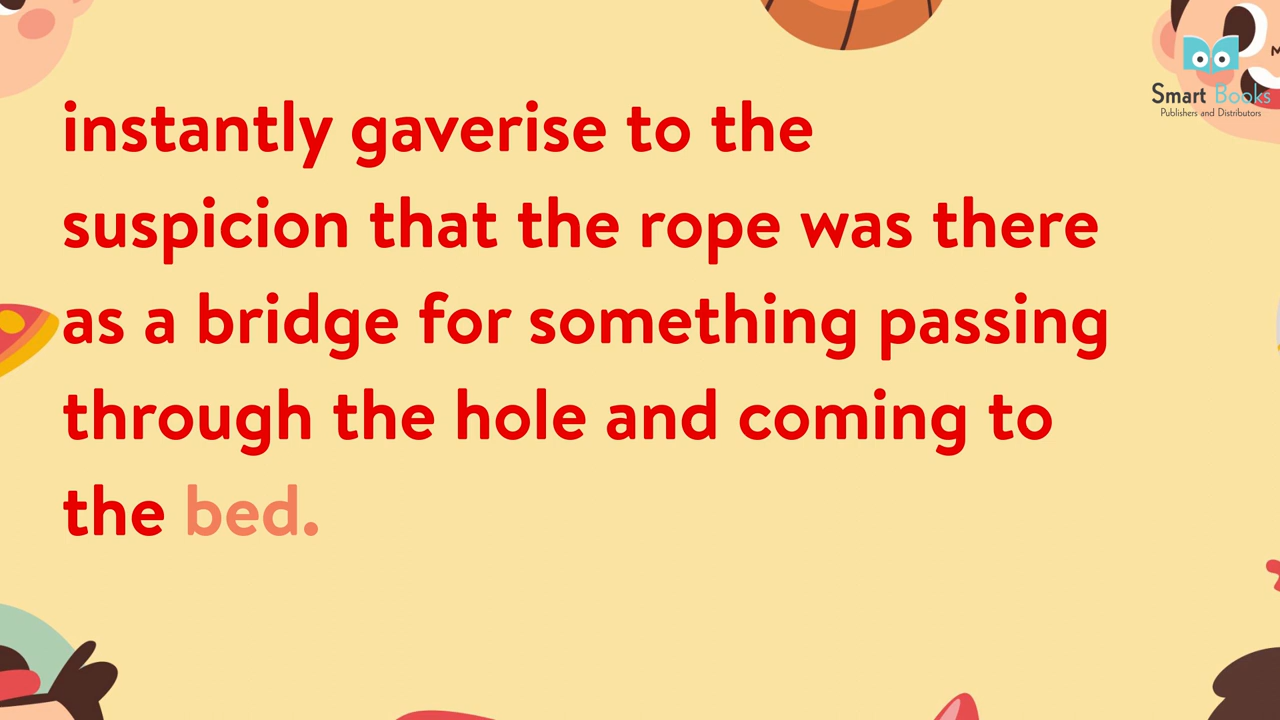 instantly gaverise to the
suspicion that the rope was there
as a bridge for something passing
through the hole and coming to
the bed.
Smart Books
Publishers and Distributors
M